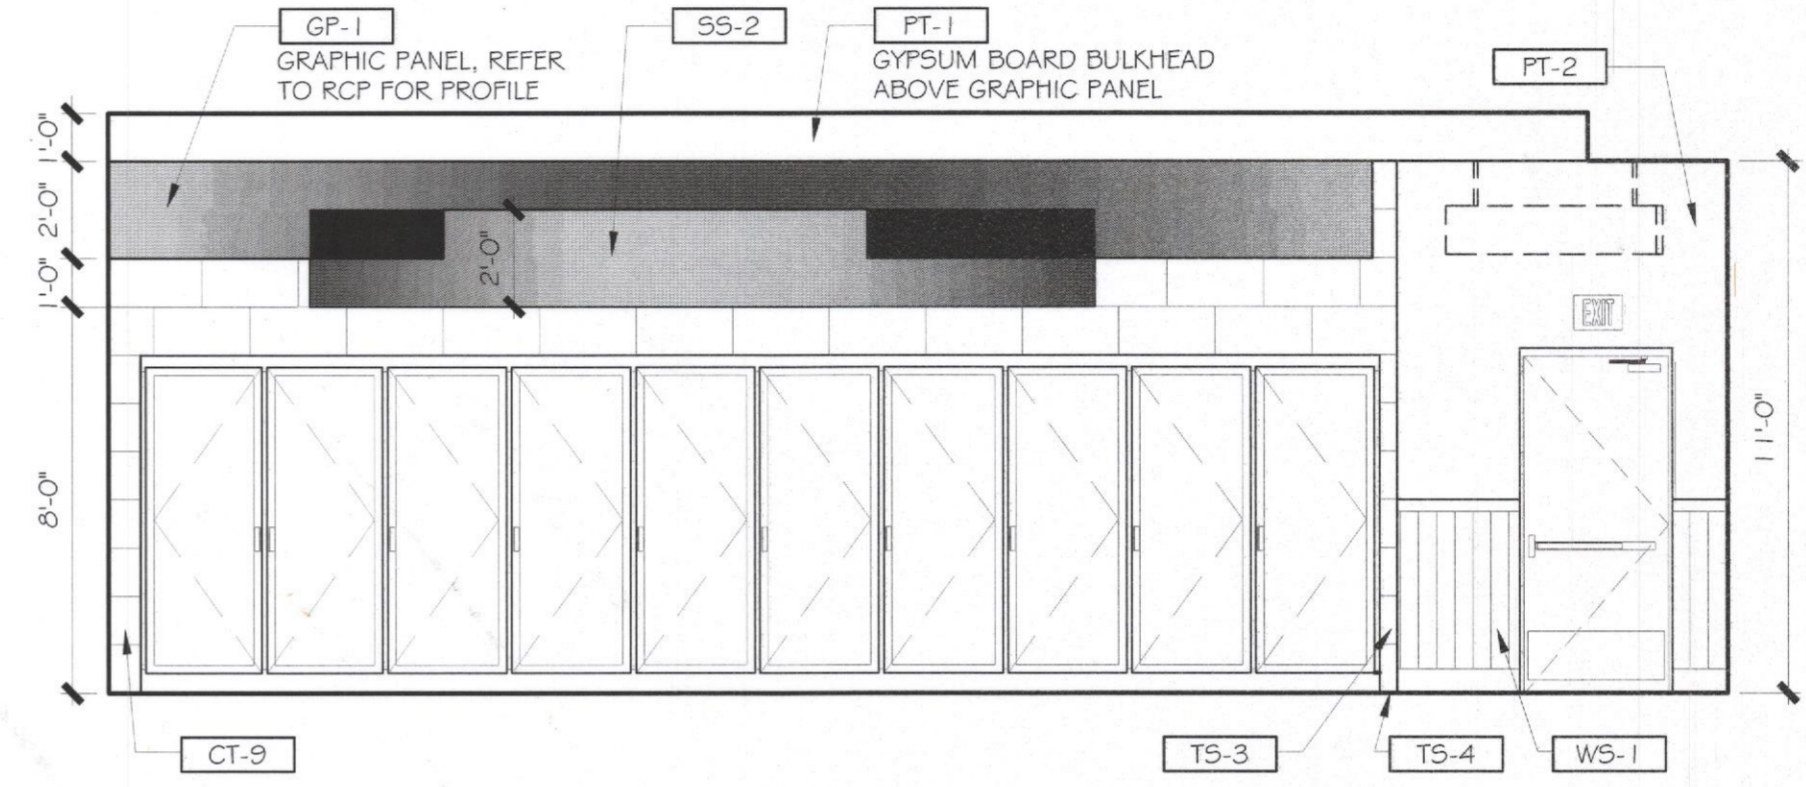 GP-1
GRAPHIC PANEL, REFER
TO RCP FOR PROFILE
SS-2
PT-1
GYPSUM BOARD BULKHEAD
ABOVE GRAPHIC PANEL
PT-2
1'-0"
2'-0"
1'-0"
8'-0"
2'-0"
EXIT
11'-0"
CT-9
TS-3
TS-4
WS-1